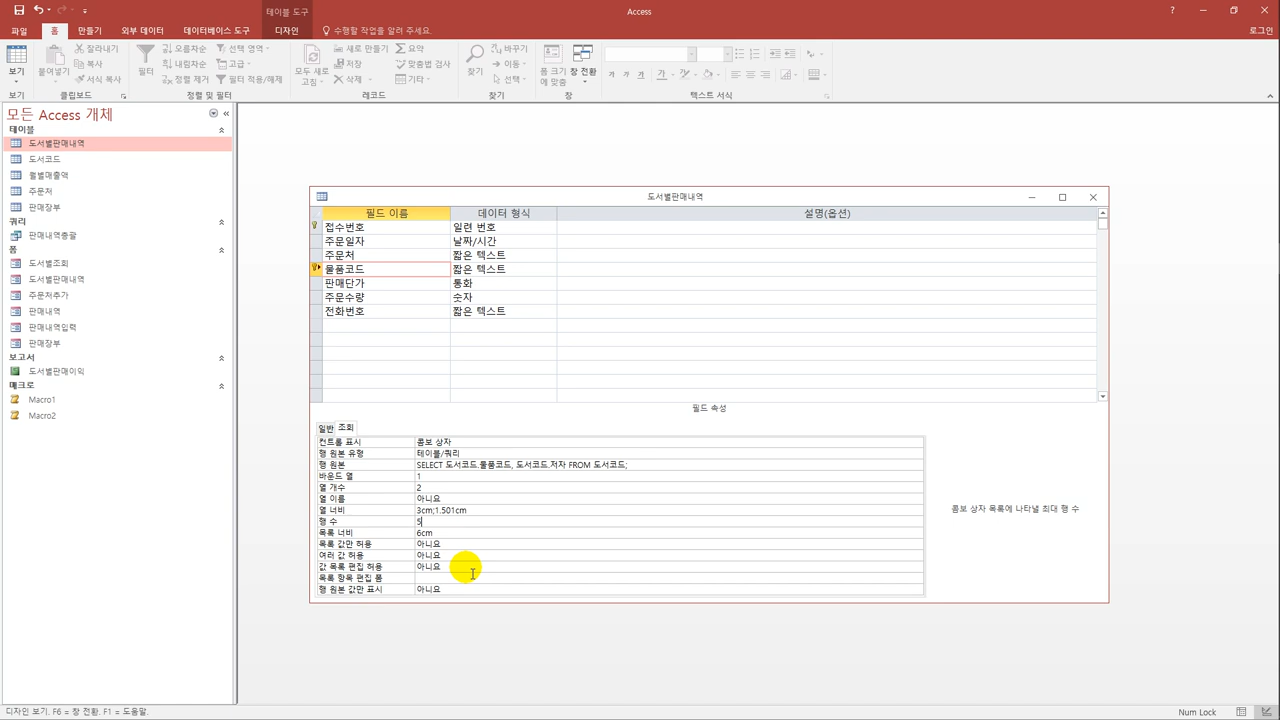 테이블 도구
Access
?
파일
홈
만들기
외부 데이터
데이터베이스 도구
디자인
수행할 작업을 알려 주세요.
로그인
보기
붙여넣기
잘라내기
복사
서식 복사
필터
오름차순
내림차순
정렬 제거
선택 영역
고급
필터 적용/해제
모두 새로
고침
새로 만들기
저장
삭제
요약
맞춤법 검사
기타
찾기
바꾸기
이동
선택
폼 크기
에 맞춤
창 전환
가 가 가
보기
클립보드
정렬 및 필터
레코드
찾기
창
텍스트 서식
모든 Access 개체
테이블
도서별판매내역
도서코드
월별매출액
주문처
판매장부
쿼리
판매내역총괄
폼
도서별조회
도서별판매내역
주문처추가
판매내역
판매내역입력
판매장부
보고서
도서별판매이익
매크로
Macro1
Macro2
도서별판매내역
필드 이름 데이터 형식 설명(옵션)
접수번호 일련 번호
주문일자 날짜/시간
주문처 짧은 텍스트
물품코드 짧은 텍스트
판매단가 통화
주문수량 숫자
전화번호 짧은 텍스트
필드 속성
일반 조회
컨트롤 표시 콤보 상자
행 원본 유형 테이블/쿼리
행 원본 SELECT 도서코드.물품코드, 도서코드.저자 FROM 도서코드;
바운드 열 1
열 개수 2
열 이름 아니요
열 너비 3cm;1.501cm
행 수 5
목록 너비 6cm
목록 값만 허용 아니요
여러 값 허용 아니요
값 목록 편집 허용 아니요
목록 항목 편집 폼
행 원본 값만 표시 아니요
콤보 상자 목록에 나타낼 최대 행 수
디자인 보기. F6 = 창 전환. F1 = 도움말.
Num Lock